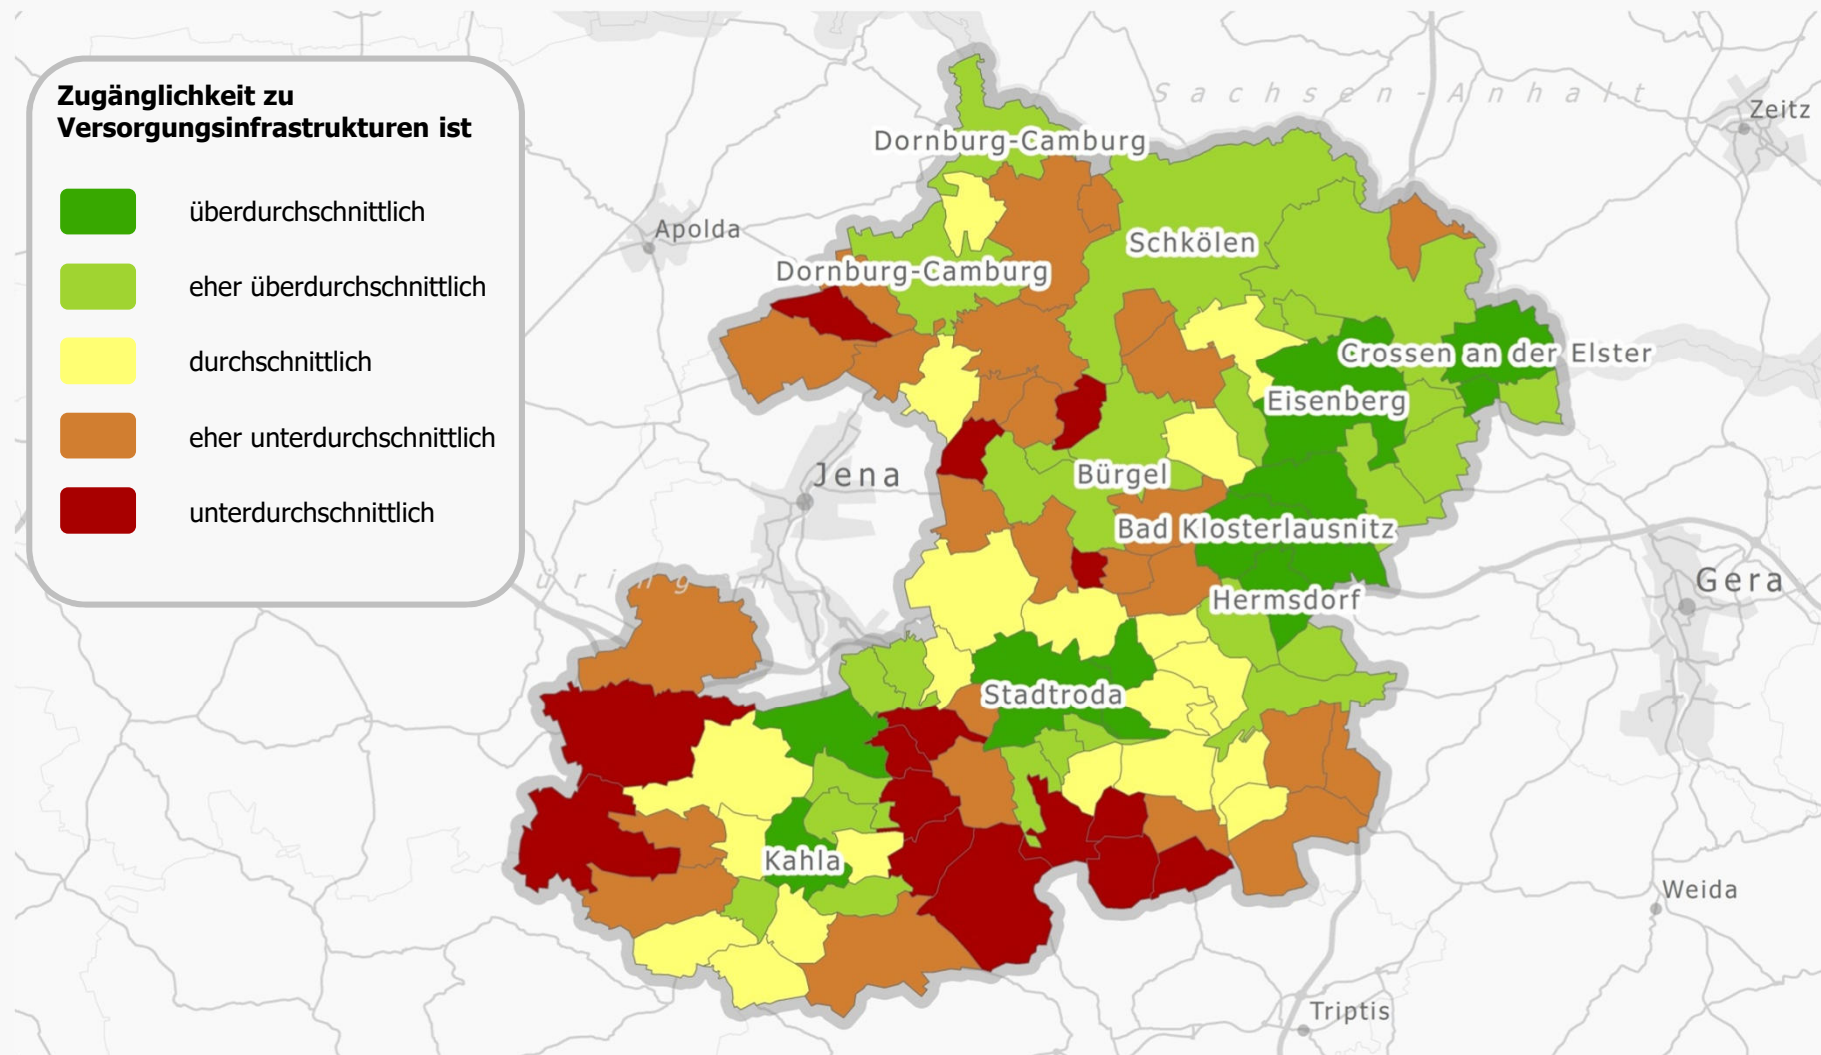 Zugänglichkeit zu
Versorgungsinfrastrukturen ist
überdurchschnittlich
eher überdurchschnittlich
durchschnittlich
eher unterdurchschnittlich
unterdurchschnittlich
Sachsen-Anhalt
Zeitz
Dornburg-Camburg
Apolda
Schkölen
Dornburg-Camburg
Crossen an der Elster
Eisenberg
Jena
Bürgel
Bad Klosterlausnitz
Gera
Hermsdorf
Stadtroda
Kahla
Weida
Triptis